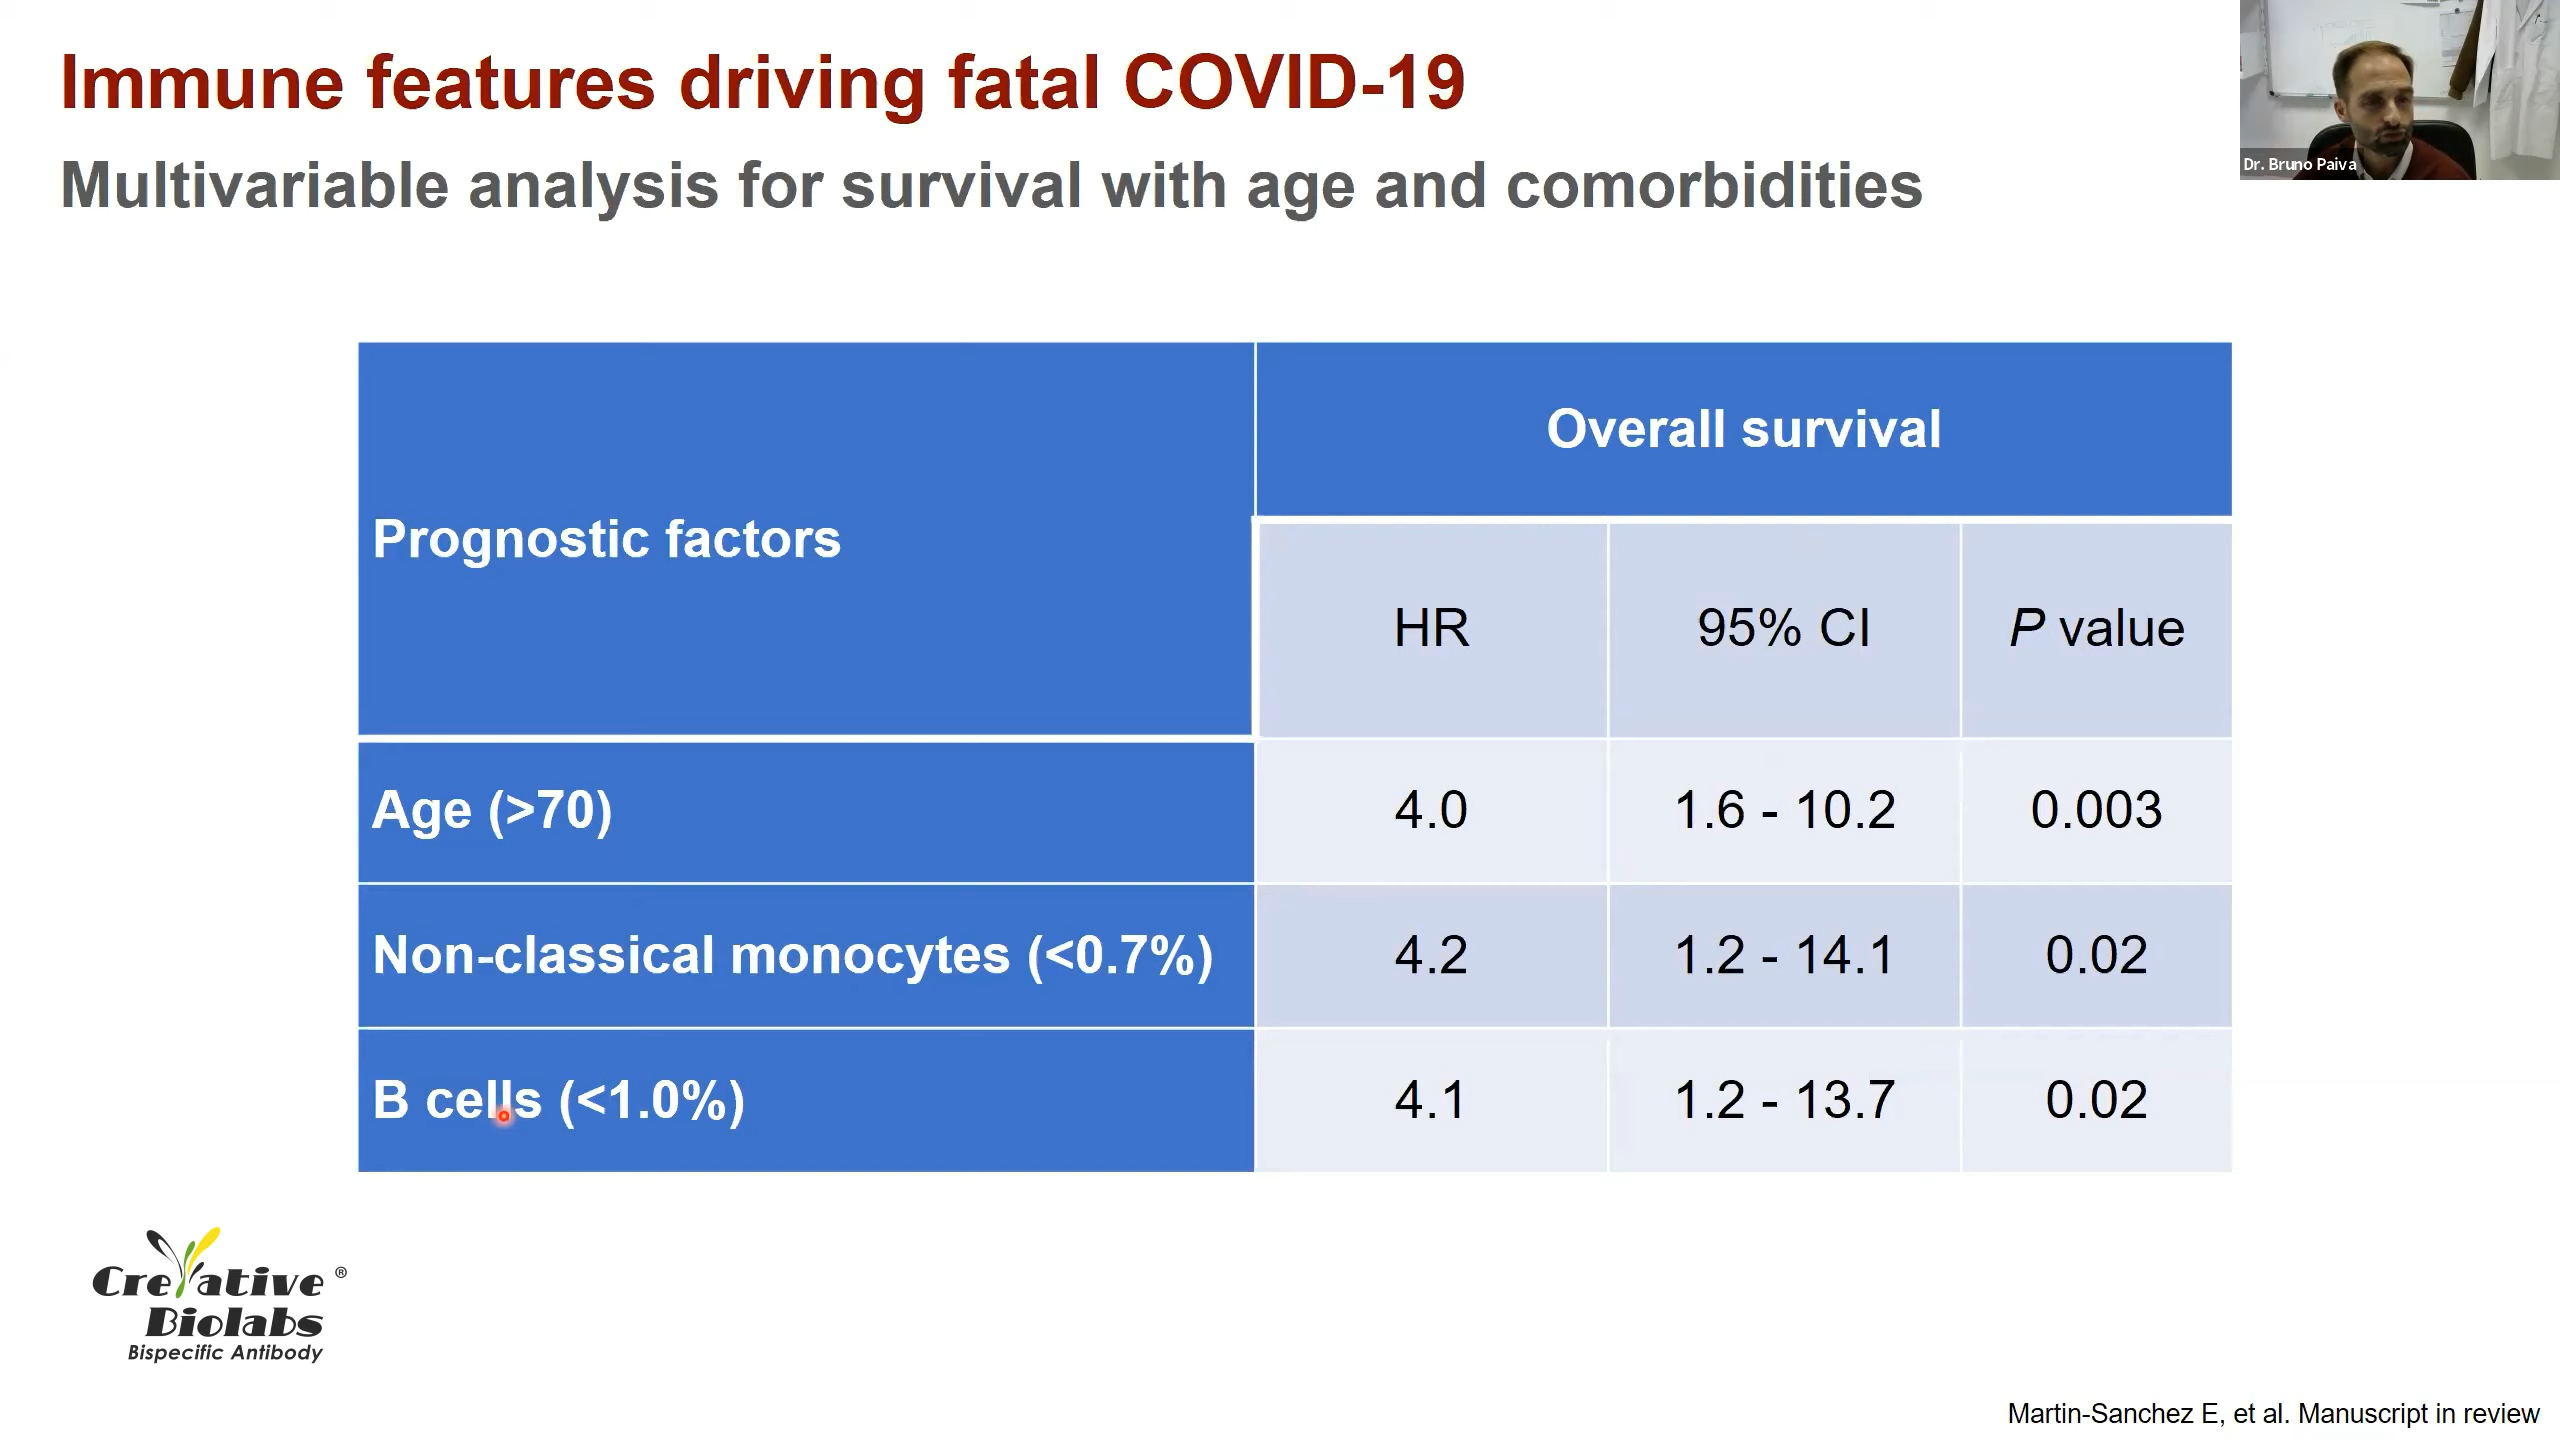 Immune features driving fatal COVID-19
Multivariable analysis for survival with age and comorbidities
Dr. Bruno Paiva
Prognostic factors
Overall survival
HR
95% CI
P value
Age (>70)
4.0
1.6 - 10.2
0.003
Non-classical monocytes (<0.7%)
4.2
1.2 - 14.1
0.02
B cells (<1.0%)
4.1
1.2 - 13.7
0.02
Creative ®
Biolabs
Bispecific Antibody
Martin-Sanchez E, et al. Manuscript in review